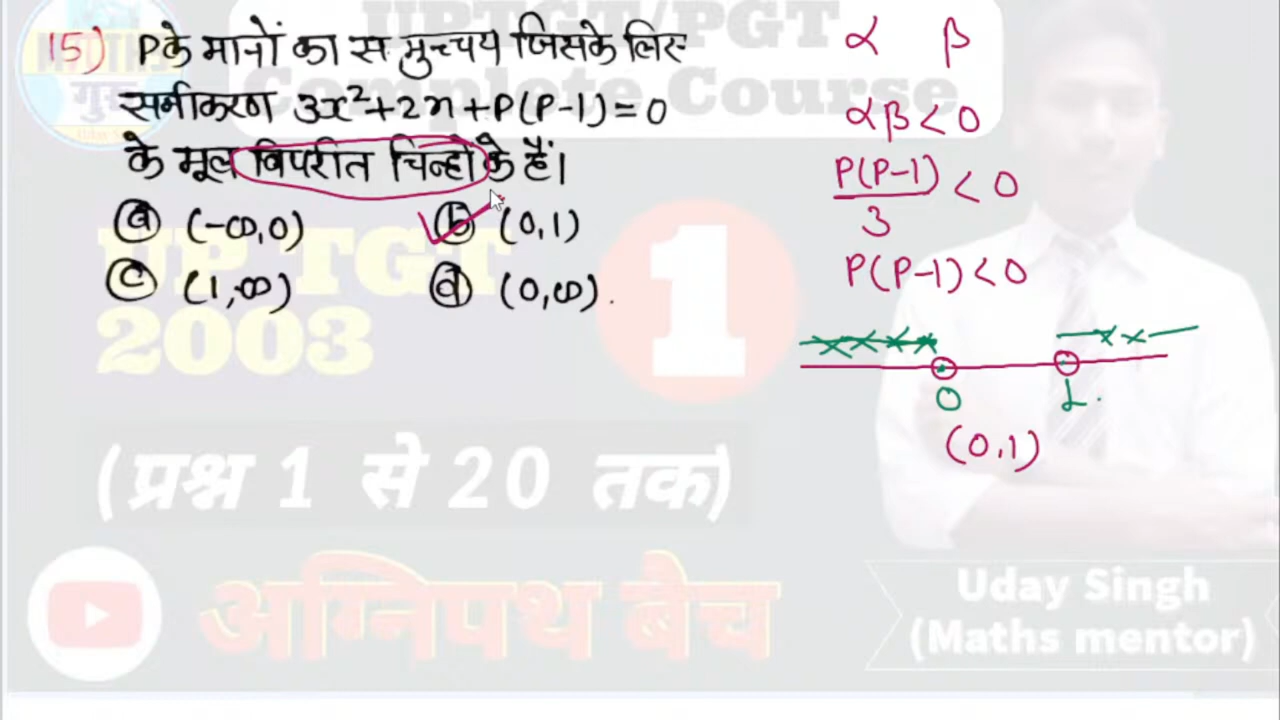 UPTGT/PGT
Complete Course
गुरु
15) P के मानों का समुच्चय जिसके लिए
समीकरण 3x²+2x+P(P-1)=0
के मूल विपरीत चिन्हो के हैं।
ⓐ (-∞,0) ⓑ (0,1)
ⓒ (1,∞) ⓓ (0,∞).
α β
αβ<0
P(P-1)/3 < 0
P(P-1)<0
0 1.
(0,1)
UP TGT
2003
1
(प्रश्न 1 से 20 तक)
अग्निपथ बैच
Uday Singh
(Maths mentor)